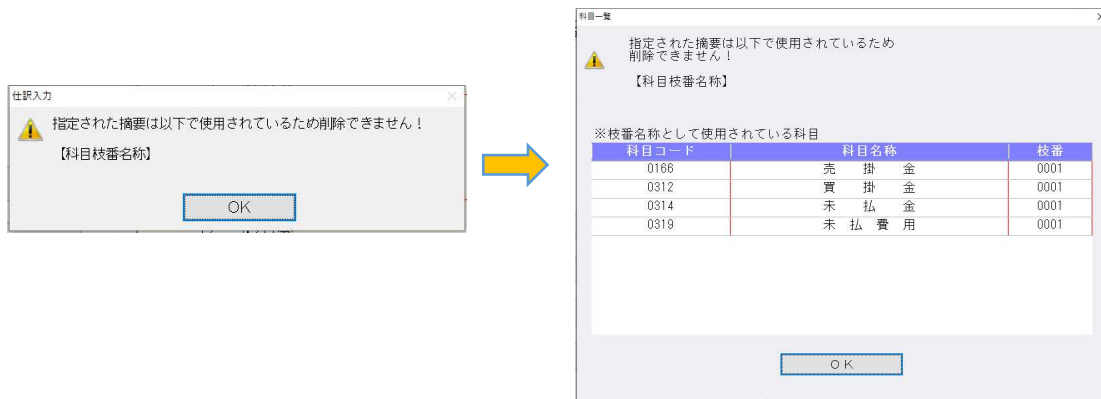 仕訳入力
指定された摘要は以下で使用されているため削除できません！
【科目枝番名称】
OK
科目一覧
指定された摘要は以下で使用されているため
削除できません！
【科目枝番名称】
※枝番名称として使用されている科目
科目コード 科目名称 枝番
0166 売 掛 金 0001
0312 買 掛 金 0001
0314 未 払 金 0001
0319 未 払 費 用 0001
ＯＫ